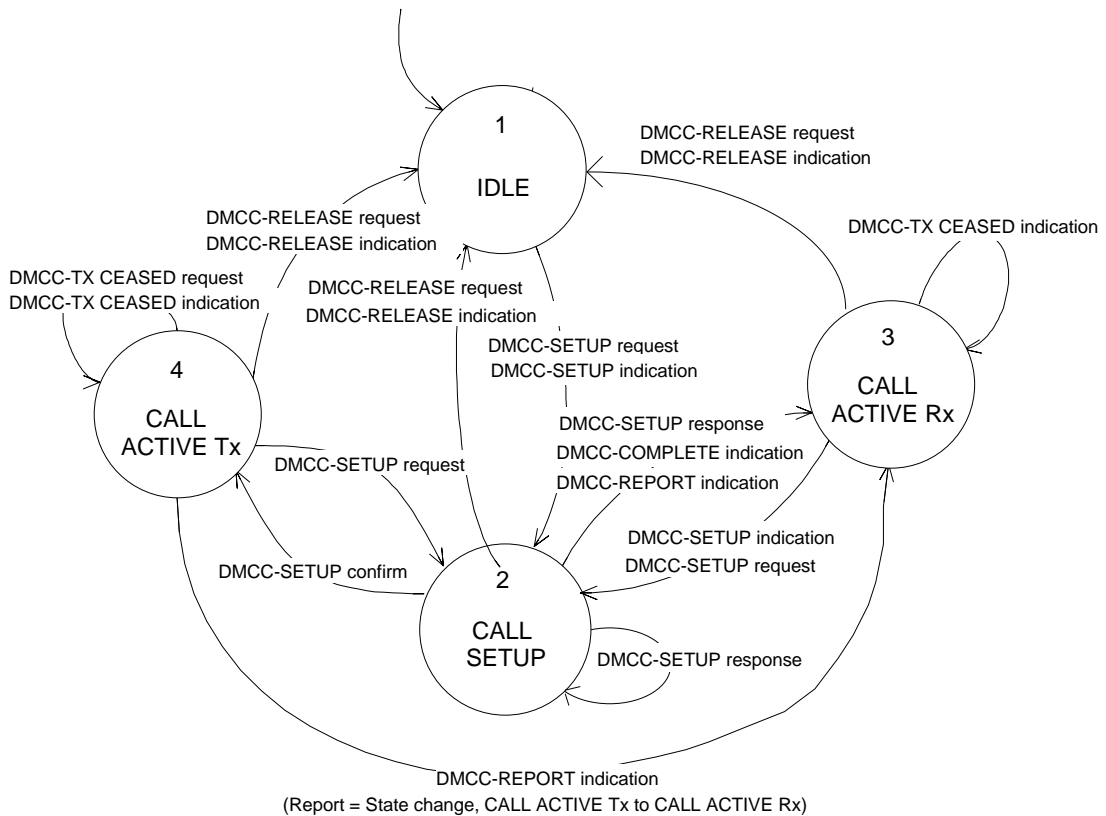 1
IDLE
DMCC-RELEASE request
DMCC-RELEASE indication
DMCC-RELEASE request
DMCC-RELEASE indication
DMCC-TX CEASED indication
DMCC-TX CEASED request
DMCC-TX CEASED indication
DMCC-RELEASE request
DMCC-RELEASE indication
DMCC-SETUP request
DMCC-SETUP indication
3
CALL
ACTIVE Rx
4
CALL
ACTIVE Tx
DMCC-SETUP response
DMCC-COMPLETE indication
DMCC-REPORT indication
DMCC-SETUP request
DMCC-SETUP indication
DMCC-SETUP request
DMCC-SETUP confirm
2
CALL
SETUP
DMCC-SETUP response
DMCC-REPORT indication
(Report = State change, CALL ACTIVE Tx to CALL ACTIVE Rx)